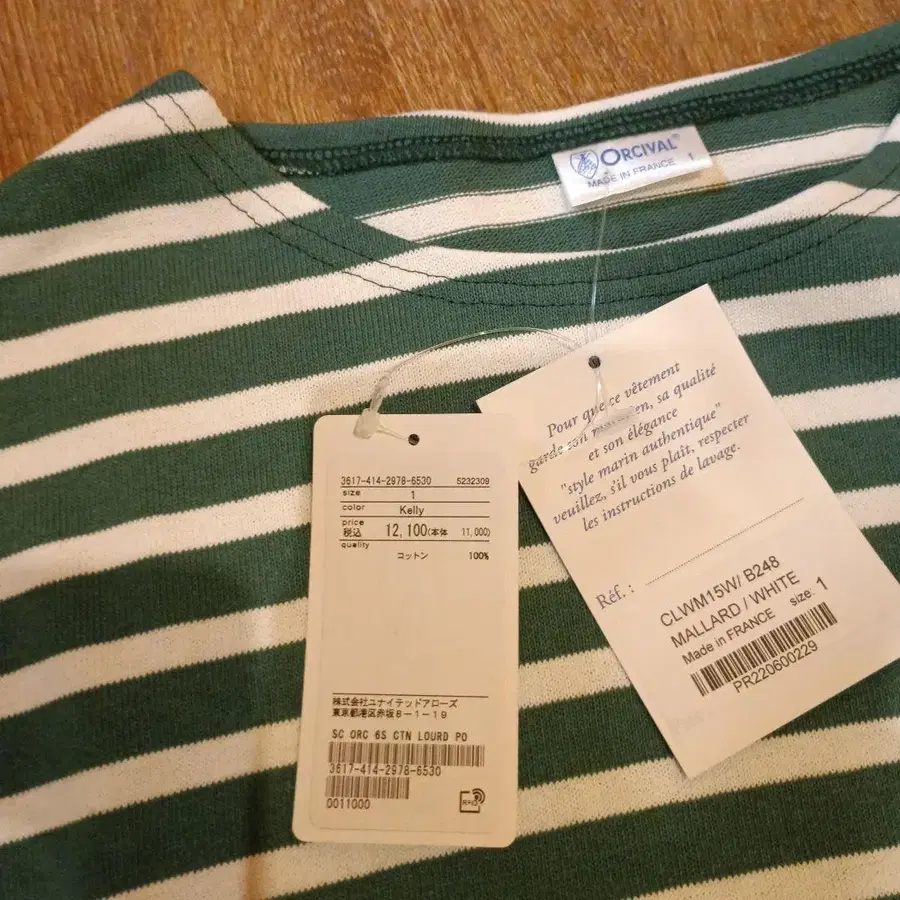 ORCIVAL®
MADE IN FRANCE 1
3617-414-2978-6530 5232309
size 1
color Kelly
price
税込 12,100(本体 11,000)
quality
コットン 100%
株式会社ユナイテッドアローズ
東京都港区赤坂8-1-19
SC ORC 6S CTN LOURD PO
3617-414-2978-6530
0011000
RFID
Pour que ce vêtement
garde son maintien, sa qualité
et son élégance
"style marin authentique"
veuillez, s'il vous plaît, respecter
les instructions de lavage.
Réf. :
CLWM15W/ B248
MALLARD / WHITE
Made in FRANCE size. 1
PR220600229